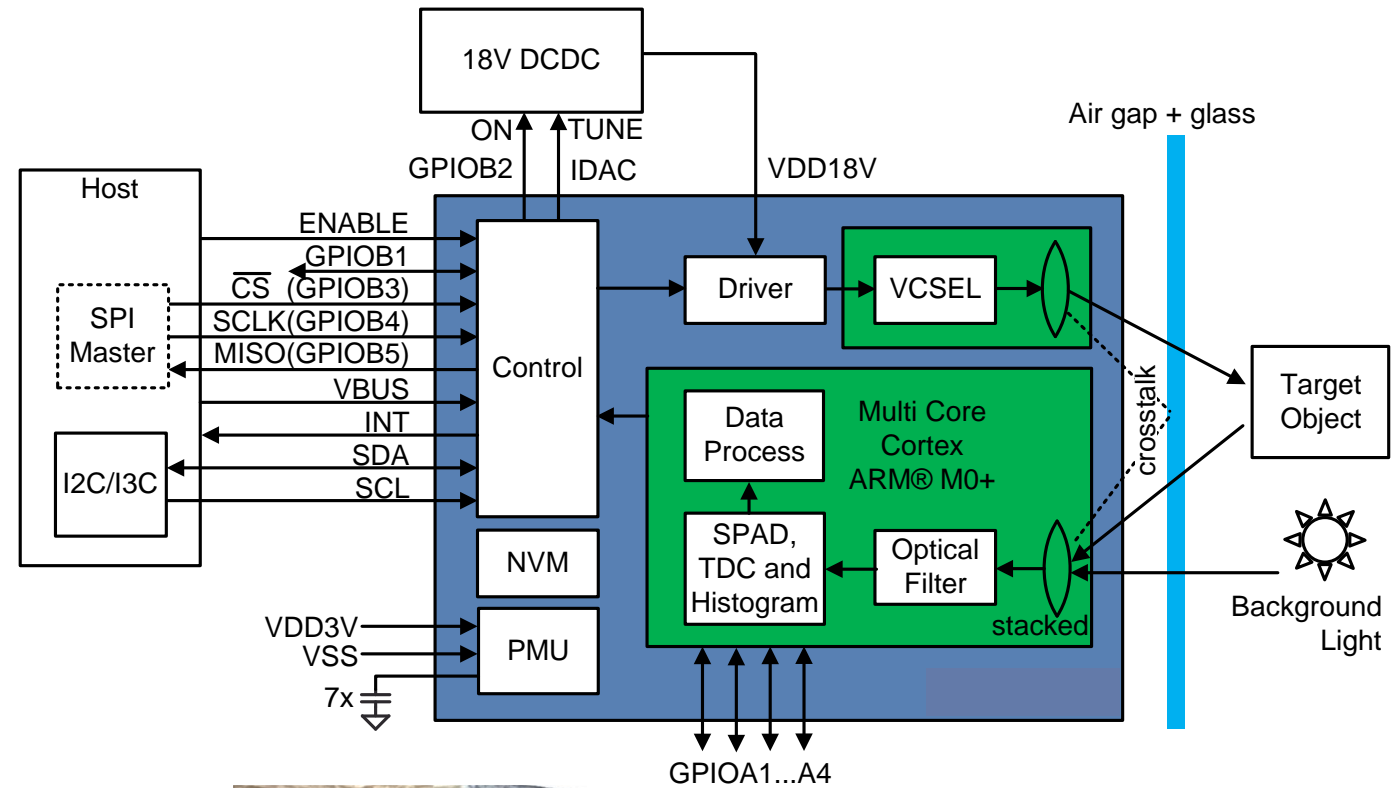 18V DCDC
ON
TUNE
GPIOB2
IDAC
VDD18V
Air gap + glass
Host
ENABLE
GPIOB1
CS (GPIOB3)
SCLK(GPIOB4)
MISO(GPIOB5)
VBUS
INT
SDA
SCL
SPI
Master
I2C/I3C
Control
Driver
VCSEL
crosstalk
Target
Object
Data
Process
Multi Core
Cortex
ARM® M0+
SPAD,
TDC and
Histogram
Optical
Filter
stacked
Background
Light
NVM
VDD3V
VSS
PMU
7x
GPIOA1...A4